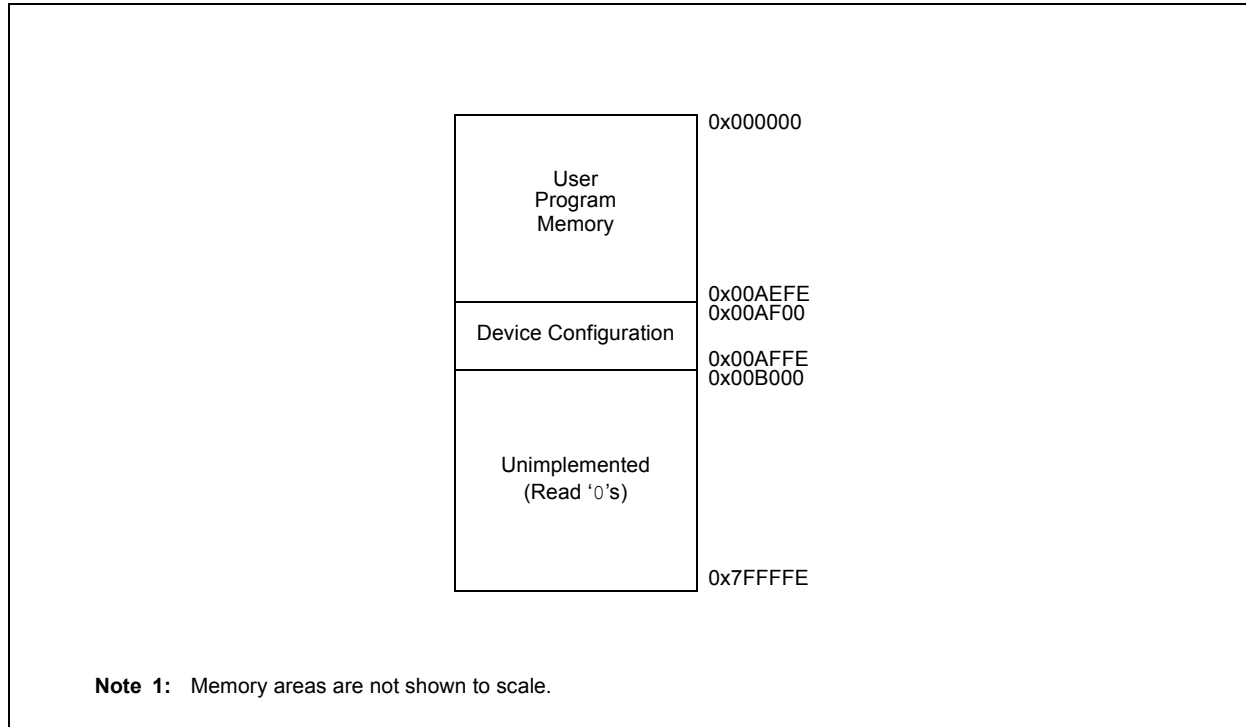 0x000000
User
Program
Memory
0x00AEFE
0x00AF00
Device Configuration
0x00AFFE
0x00B000
Unimplemented
(Read ‘0’s)
0x7FFFFE
Note 1: Memory areas are not shown to scale.